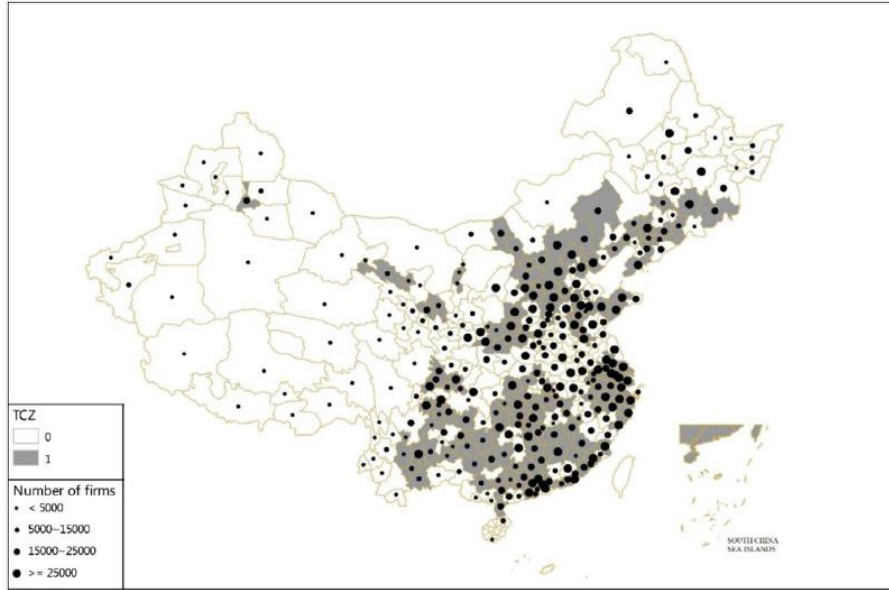 TCZ
0
1
Number of firms
< 5000
5000~15000
15000~25000
>= 25000
SOUTH CHINA
SEA ISLANDS